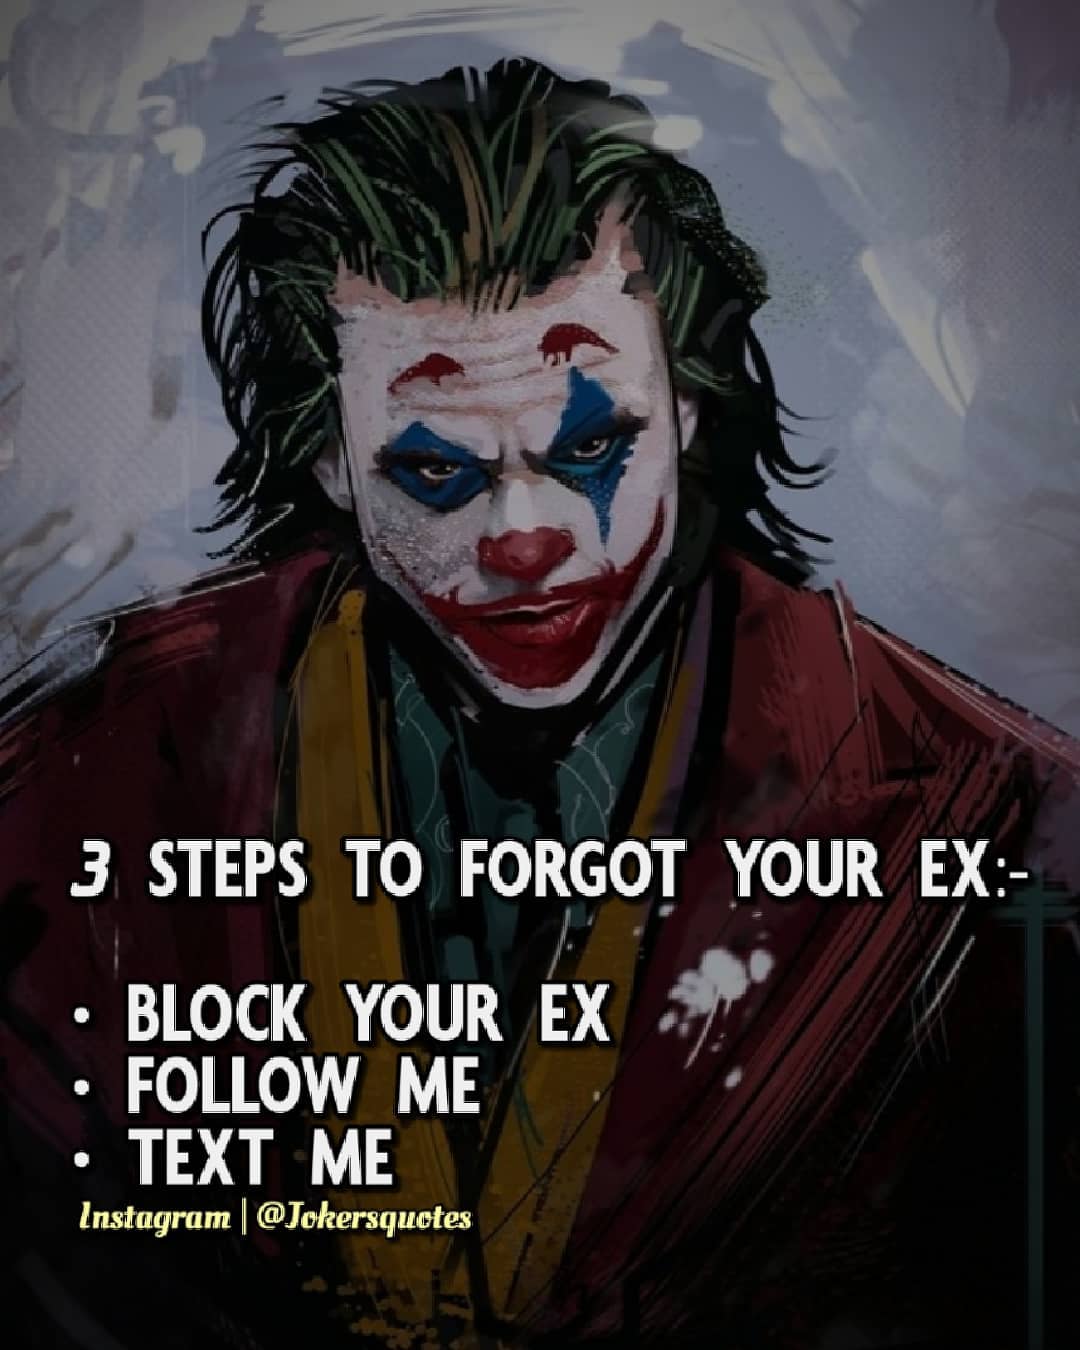 3 STEPS TO FORGOT YOUR EX:-
• BLOCK YOUR EX
• FOLLOW ME
• TEXT ME
Instagram | @Jokersquotes